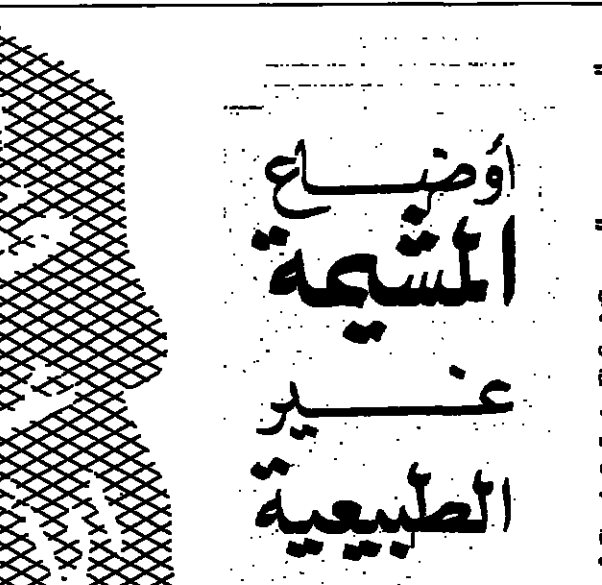 أوضاع
المشيمة
غير
الطبيعية